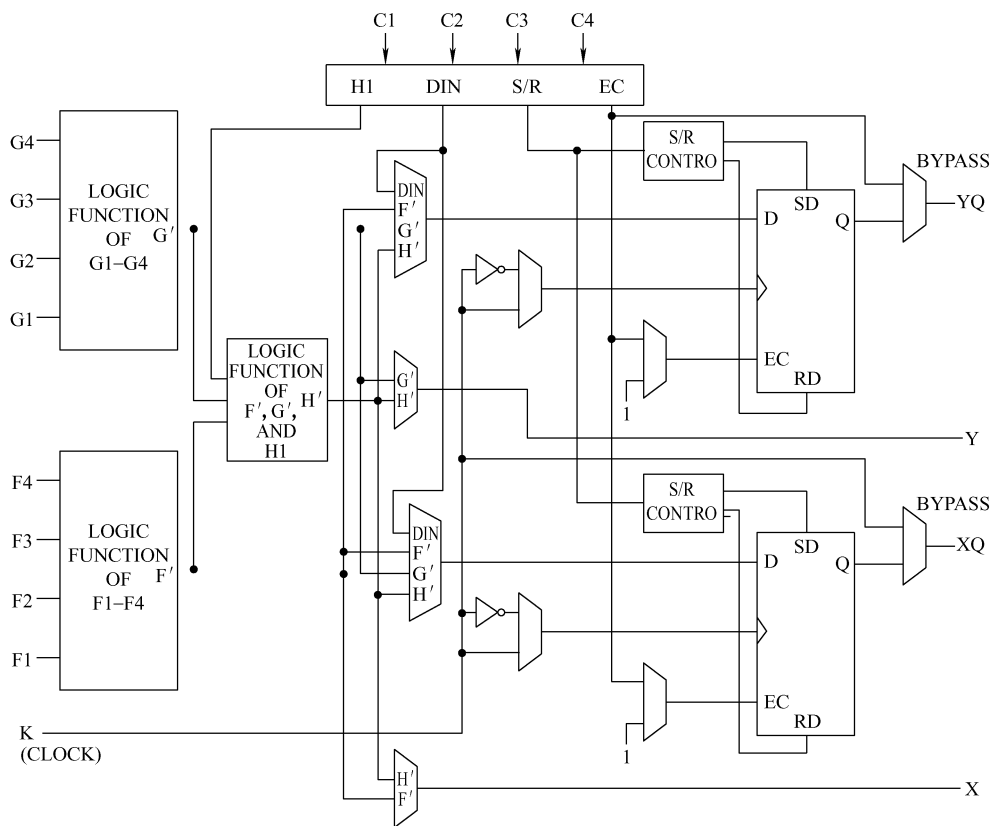 C1 C2 C3 C4
H1 DIN S/R EC
G4
G3
G2
G1
LOGIC
FUNCTION
OF G′
G1–G4
S/R
CONTRO
BYPASS
DIN
F′
G′
H′
D SD Q
YQ
EC
RD
1
LOGIC
FUNCTION
OF
F′, G′, H′
AND
H1
G′
H′
Y
F4
F3
F2
F1
LOGIC
FUNCTION
OF F′
F1–F4
S/R
CONTRO
BYPASS
DIN
F′
G′
H′
D SD Q
XQ
EC
RD
1
K
(CLOCK)
H′
F′
X